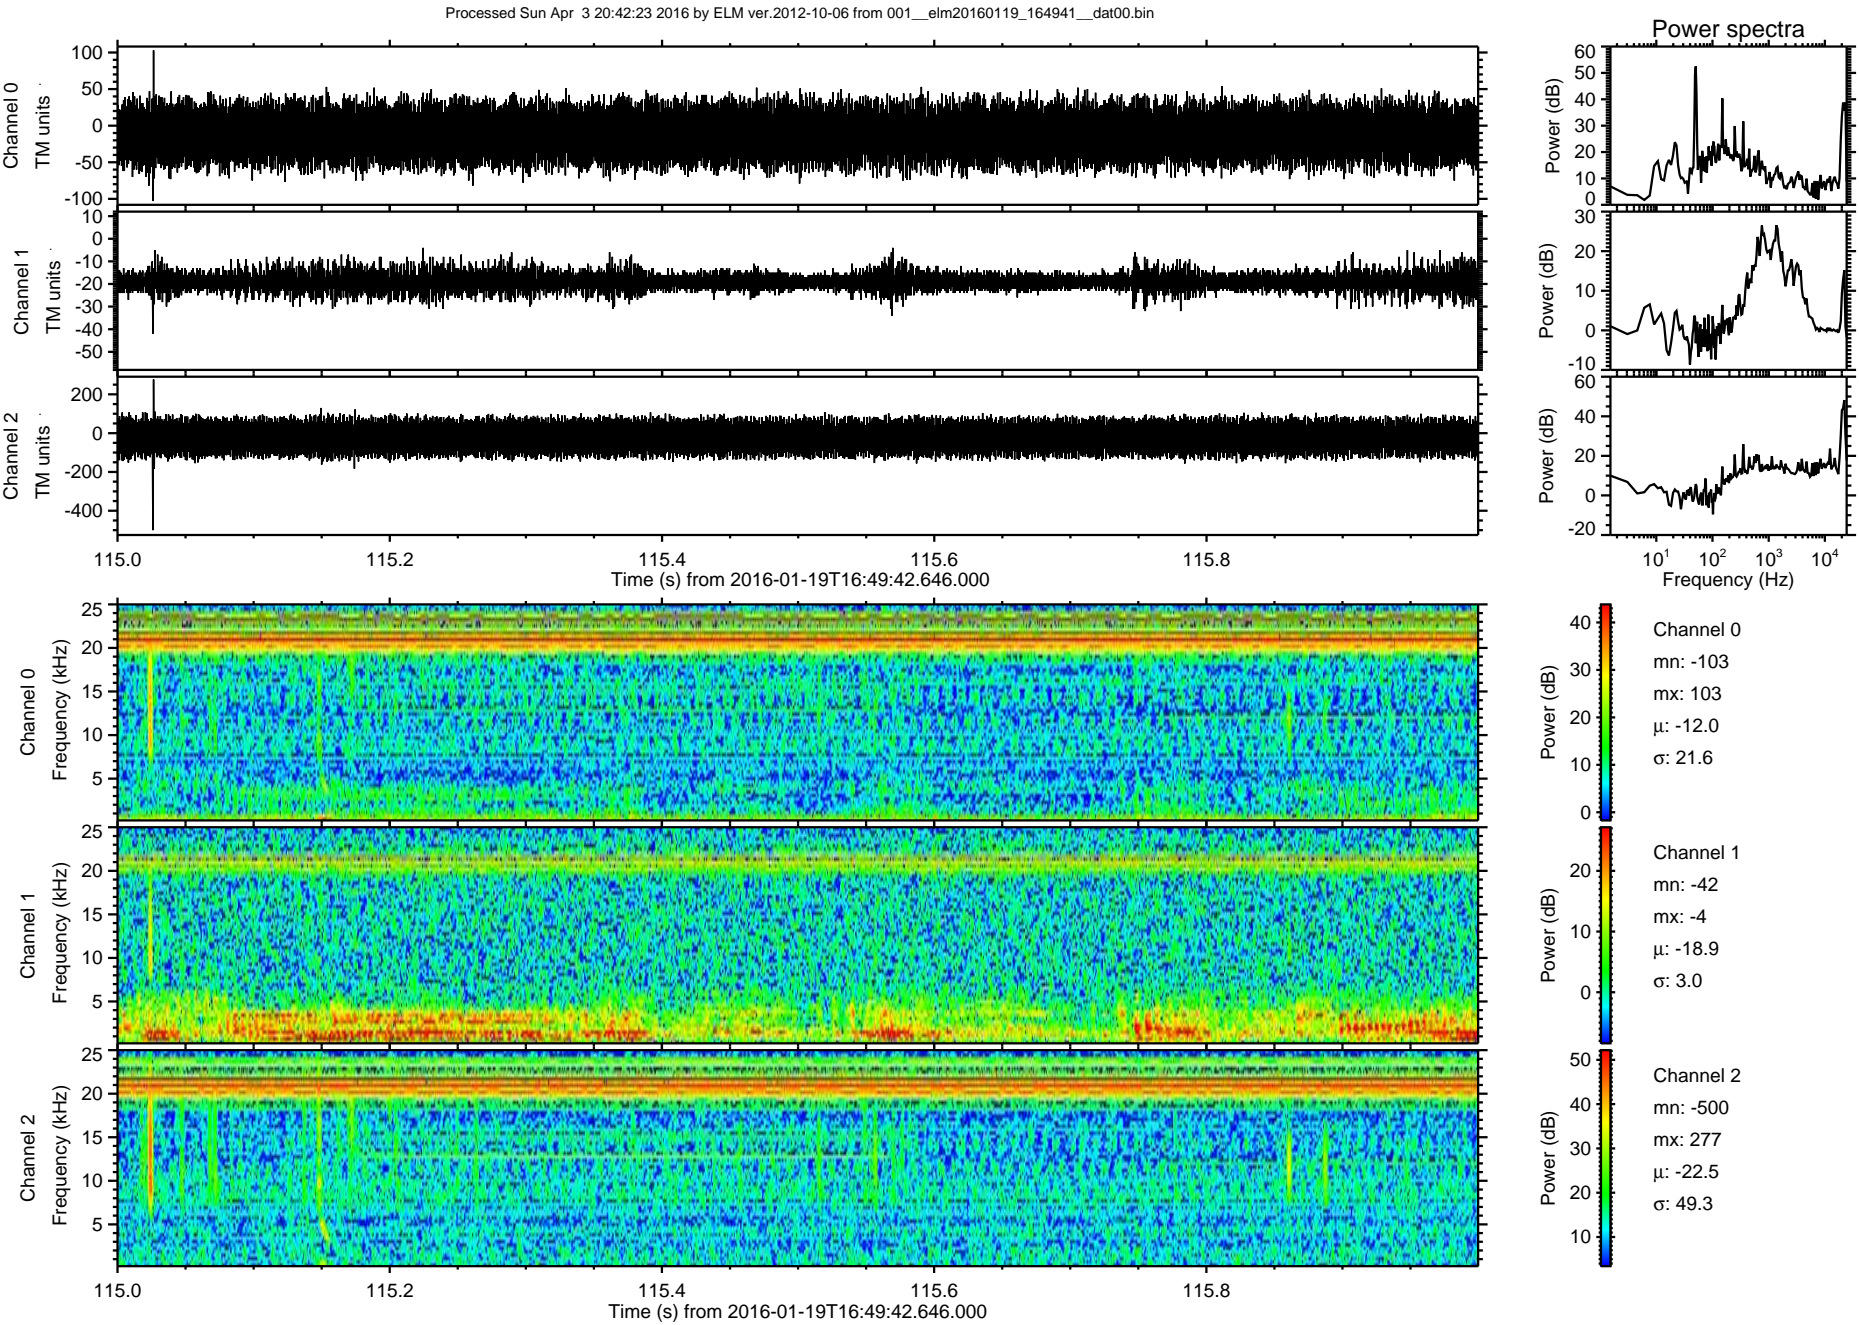 Processed Sun Apr  3 20:42:23 2016 by ELM ver.2012-10-06 from 001__elm20160119_164941__dat00.bin
Power spectra
Channel 0
TM units
100
50
0
-50
-100
Power (dB)
60
50
40
30
20
10
0
Channel 1
TM units
10
0
-10
-20
-30
-40
-50
Power (dB)
30
20
10
0
-10
Channel 2
TM units
200
0
-200
-400
Power (dB)
60
40
20
0
-20
115.0 115.2 115.4 115.6 115.8
Time (s) from 2016-01-19T16:49:42.646.000
10¹ 10² 10³ 10⁴
Frequency (Hz)
Channel 0
Frequency (kHz)
25
20
15
10
5
Power (dB)
40
30
20
10
0
Channel 0
mn: -103
mx: 103
μ: -12.0
σ: 21.6
Channel 1
Frequency (kHz)
25
20
15
10
5
Power (dB)
20
10
0
Channel 1
mn: -42
mx: -4
μ: -18.9
σ: 3.0
Channel 2
Frequency (kHz)
25
20
15
10
5
Power (dB)
50
40
30
20
10
Channel 2
mn: -500
mx: 277
μ: -22.5
σ: 49.3
115.0 115.2 115.4 115.6 115.8
Time (s) from 2016-01-19T16:49:42.646.000